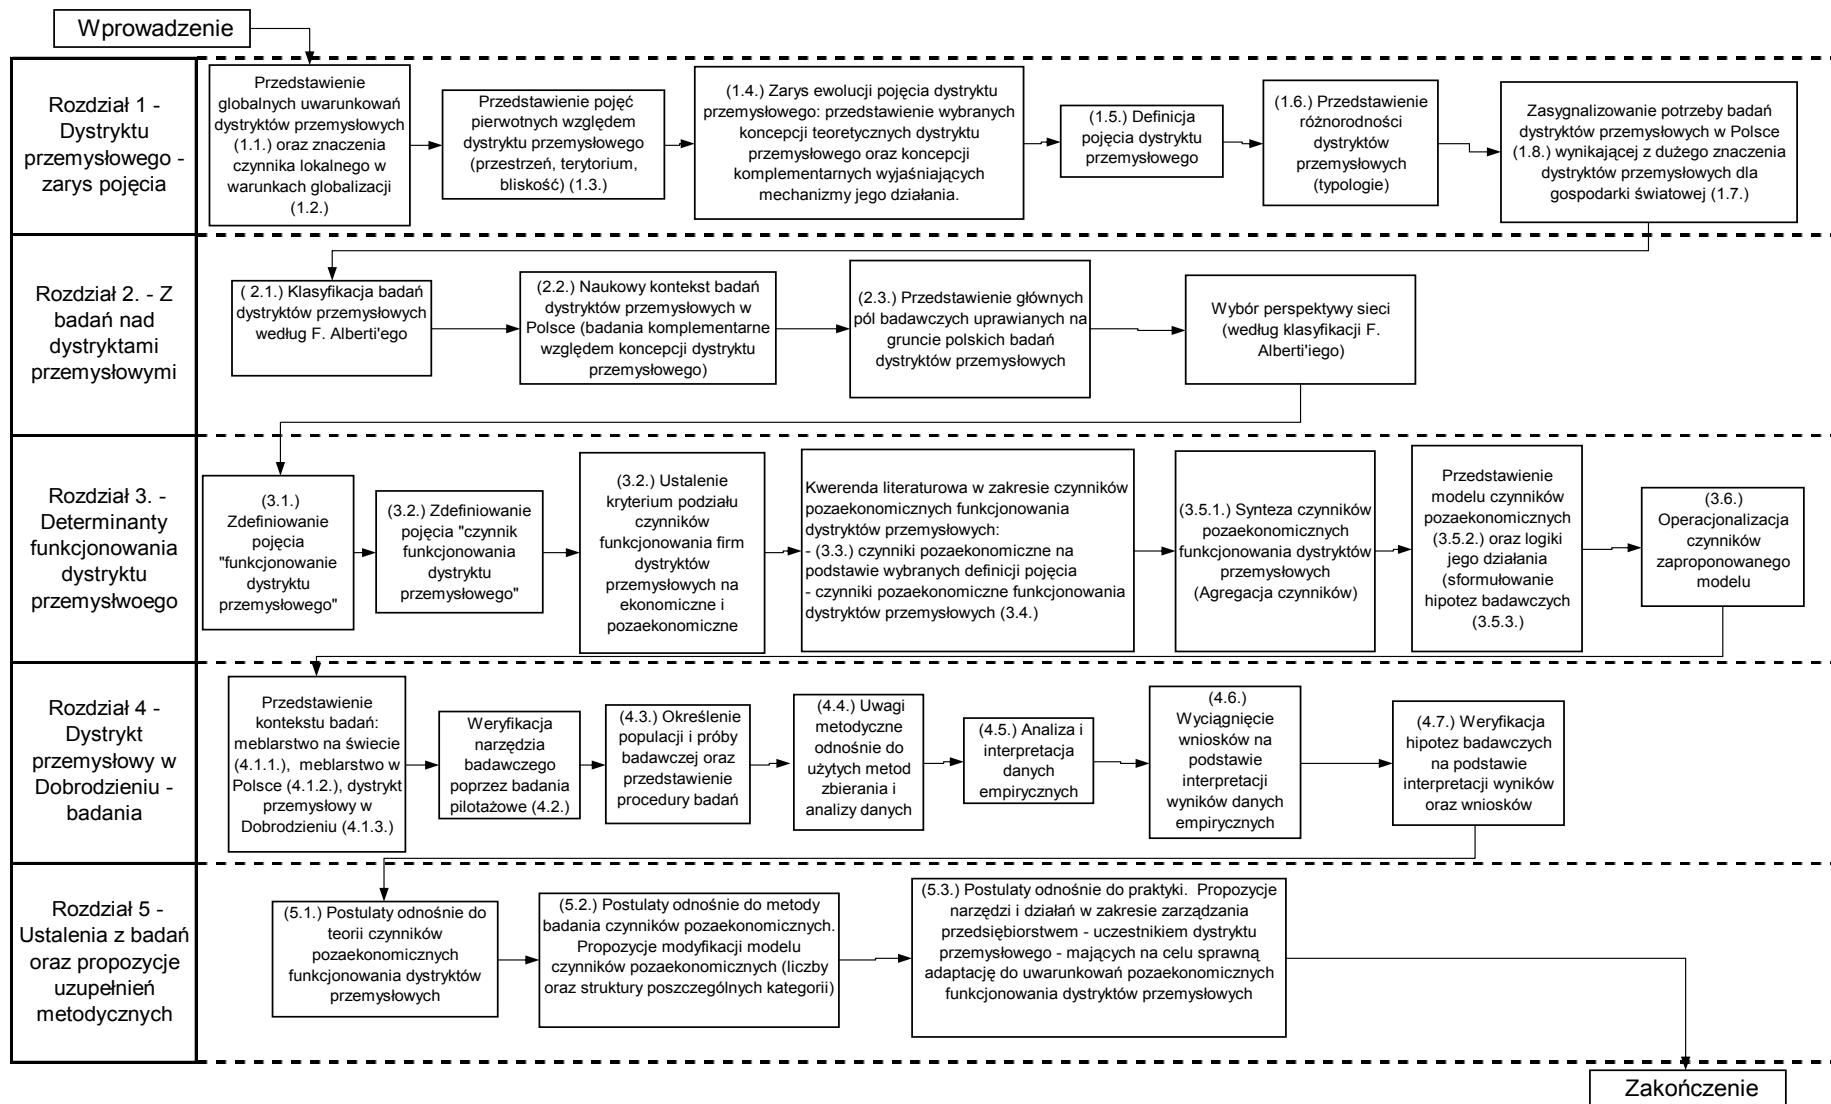 Wprowadzenie
Rozdział 1 -
Dystryktu
przemysłowego -
zarys pojęcia
Przedstawienie
globalnych uwarunkowań
dystryktów przemysłowych
(1.1.) oraz znaczenia
czynnika lokalnego w
warunkach globalizacji
(1.2.)
Przedstawienie pojęć
pierwotnych względem
dystryktu przemysłowego
(przestrzeń, terytorium,
bliskość) (1.3.)
(1.4.) Zarys ewolucji pojęcia dystryktu
przemysłowego: przedstawienie wybranych
koncepcji teoretycznych dystryktu
przemysłowego oraz koncepcji
komplementarnych wyjaśniających
mechanizmy jego działania.
(1.5.) Definicja
pojęcia dystryktu
przemysłowego
(1.6.) Przedstawienie
różnorodności
dystryktów
przemysłowych
(typologie)
Zasygnalizowanie potrzeby badań
dystryktów przemysłowych w Polsce
(1.8.) wynikającej z dużego znaczenia
dystryktów przemysłowych dla
gospodarki światowej (1.7.)
Rozdział 2. - Z
badań nad
dystryktami
przemysłowymi
( 2.1.) Klasyfikacja badań
dystryktów przemysłowych
według F. Alberti'ego
(2.2.) Naukowy kontekst badań
dystryktów przemysłowych w
Polsce (badania komplementarne
względem koncepcji dystryktu
przemysłowego)
(2.3.) Przedstawienie głównych
pól badawczych uprawianych na
gruncie polskich badań
dystryktów przemysłowych
Wybór perspektywy sieci
(według klasyfikacji F.
Alberti'iego)
Rozdział 3. -
Determinanty
funkcjonowania
dystryktu
przemysłwoego
(3.1.)
Zdefiniowanie
pojęcia
"funkcjonowanie
dystryktu
przemysłowego"
(3.2.) Zdefiniowanie
pojęcia "czynnik
funkcjonowania
dystryktu
przemysłowego"
(3.2.) Ustalenie
kryterium podziału
czynników
funkcjonowania firm
dystryktów
przemysłowych na
ekonomiczne i
pozaekonomiczne
Kwerenda literaturowa w zakresie czynników
pozaekonomicznych funkcjonowania
dystryktów przemysłowych:
- (3.3.) czynniki pozaekonomiczne na
podstawie wybranych definicji pojęcia
- czynniki pozaekonomiczne funkcjonowania
dystryktów przemysłowych (3.4.)
(3.5.1.) Synteza czynników
pozaekonomicznych
funkcjonowania dystryktów
przemysłowych
(Agregacja czynników)
Przedstawienie
modelu czynników
pozaekonomicznych
(3.5.2.) oraz logiki
jego działania
(sformułowanie
hipotez badawczych
(3.5.3.)
(3.6.)
Operacjonalizacja
czynników
zaproponowanego
modelu
Rozdział 4 -
Dystrykt
przemysłowy w
Dobrodzieniu -
badania
Przedstawienie
kontekstu badań:
meblarstwo na świecie
(4.1.1.), meblarstwo w
Polsce (4.1.2.), dystrykt
przemysłowy w
Dobrodzieniu (4.1.3.)
Weryfikacja
narzędzia
badawczego
poprzez badania
pilotażowe (4.2.)
(4.3.) Określenie
populacji i próby
badawczej oraz
przedstawienie
procedury badań
(4.4.) Uwagi
metodyczne
odnośnie do
użytych metod
zbierania i
analizy danych
(4.5.) Analiza i
interpretacja
danych
empirycznych
(4.6.)
Wyciągnięcie
wniosków na
podstawie
interpretacji
wyników danych
empirycznych
(4.7.) Weryfikacja
hipotez badawczych
na podstawie
interpretacji wyników
oraz wniosków
Rozdział 5 -
Ustalenia z badań
oraz propozycje
uzupełnień
metodycznych
(5.1.) Postulaty odnośnie do
teorii czynników
pozaekonomicznych
funkcjonowania dystryktów
przemysłowych
(5.2.) Postulaty odnośnie do metody
badania czynników pozaekonomicznych.
Propozycje modyfikacji modelu
czynników pozaekonomicznych (liczby
oraz struktury poszczególnych kategorii)
(5.3.) Postulaty odnośnie do praktyki. Propozycje
narzędzi i działań w zakresie zarządzania
przedsiębiorstwem - uczestnikiem dystryktu
przemysłowego - mających na celu sprawną
adaptację do uwarunkowań pozaekonomicznych
funkcjonowania dystryktów przemysłowych
Zakończenie